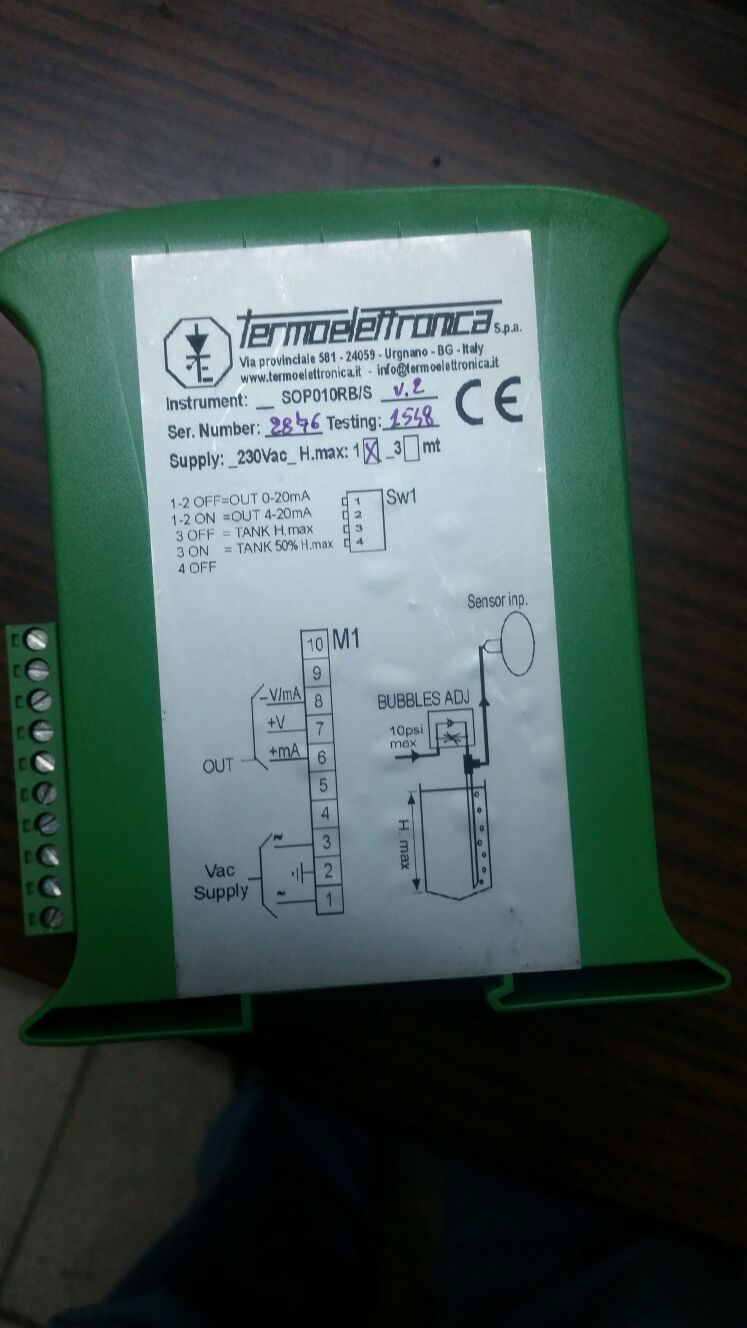 termoelettronica S.p.a.
Via provinciale 581 - 24059 - Urgnano - BG - Italy
www.termoelettronica.it - info@termoelettronica.it
Instrument: __ SOP010RB/S v.2
Ser. Number: 2876 Testing: 1548
Supply: _230Vac_ H.max: 1 X _3 mt
CE
1-2 OFF=OUT 0-20mA
1-2 ON =OUT 4-20mA
3 OFF = TANK H.max
3 ON = TANK 50% H.max
4 OFF
Sw1
1
2
3
4
Sensor inp.
10 M1
9
-V/mA 8
+V 7
OUT +mA 6
5
4
3
Vac Supply 2
1
BUBBLES ADJ
10psi
max
H. max